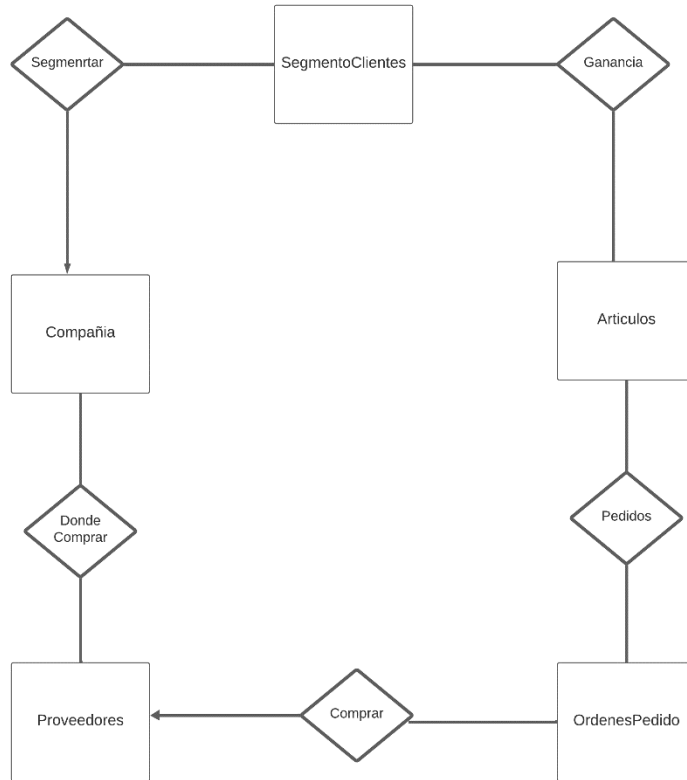 Segmenrtar
SegmentoClientes
Ganancia
Compañia
Articulos
Donde
Comprar
Pedidos
Proveedores
Comprar
OrdenesPedido